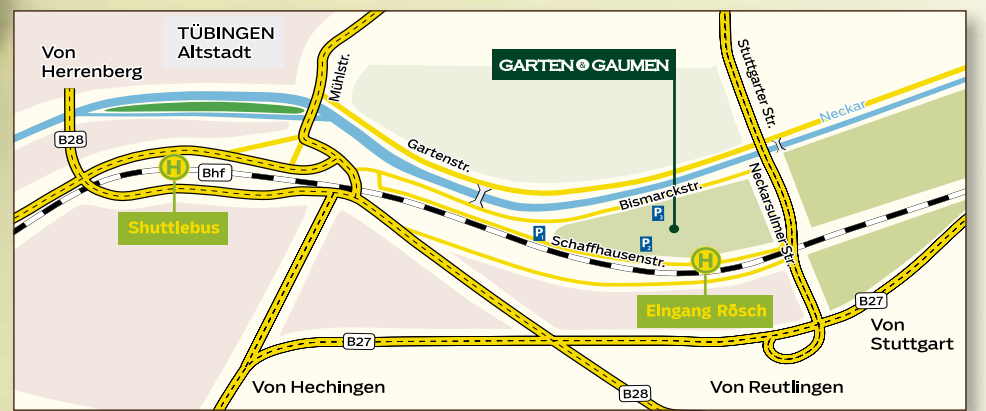 TÜBINGEN
Altstadt
Von
Herrenberg
Mühlstr.
GARTEN & GAUMEN
Stuttgarter Str.
Neckar
B28
Gartenstr.
H
Bhf
Bismarckstr.
Neckarsulmer Str.
Shuttlebus
P
P
P
Schaffhausenstr.
H
Eingang Rösch
B27
B27
Von
Stuttgart
Von Hechingen
B28
Von Reutlingen